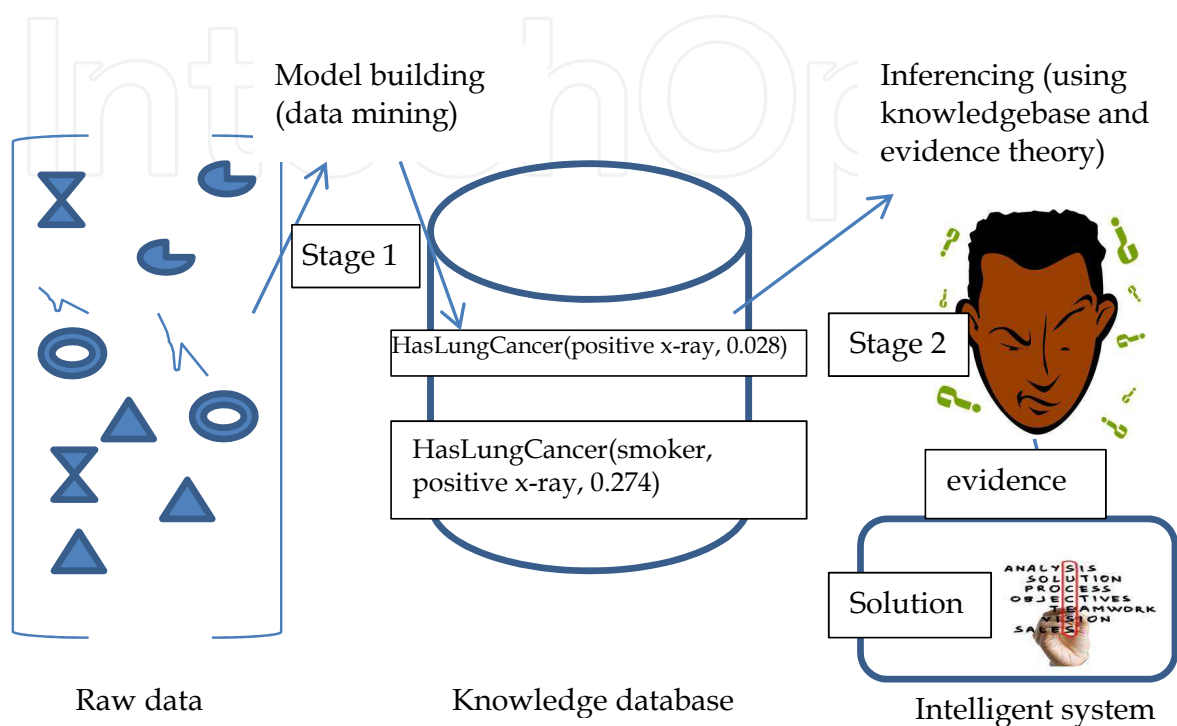 IntechOp
Model building
(data mining)
Inferencing (using
knowledgebase and
evidence theory)
Stage 1
HasLungCancer(positive x-ray, 0.028)
HasLungCancer(smoker,
positive x-ray, 0.274)
Stage 2
evidence
Solution
ANALYSIS
SOLUTION
PROCESS
OBJECTIVES
TEAMWORK
VISION
SALES
Raw data
Knowledge database
Intelligent system